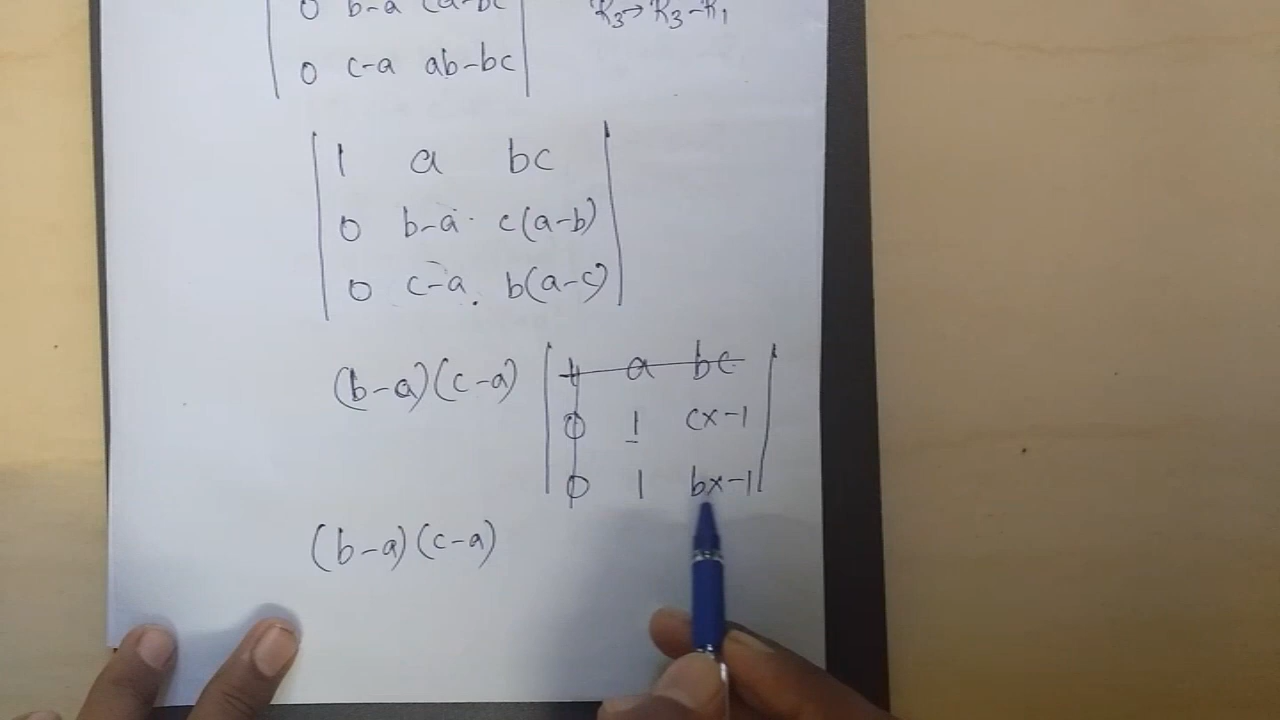 0 b-a ca-bc R₃→R₃-R₁
0 c-a ab-bc
1 a bc
0 b-a c(a-b)
0 c-a b(a-c)
(b-a)(c-a) 1 a bc
0 1 cx-1
0 1 bx-1
(b-a)(c-a)